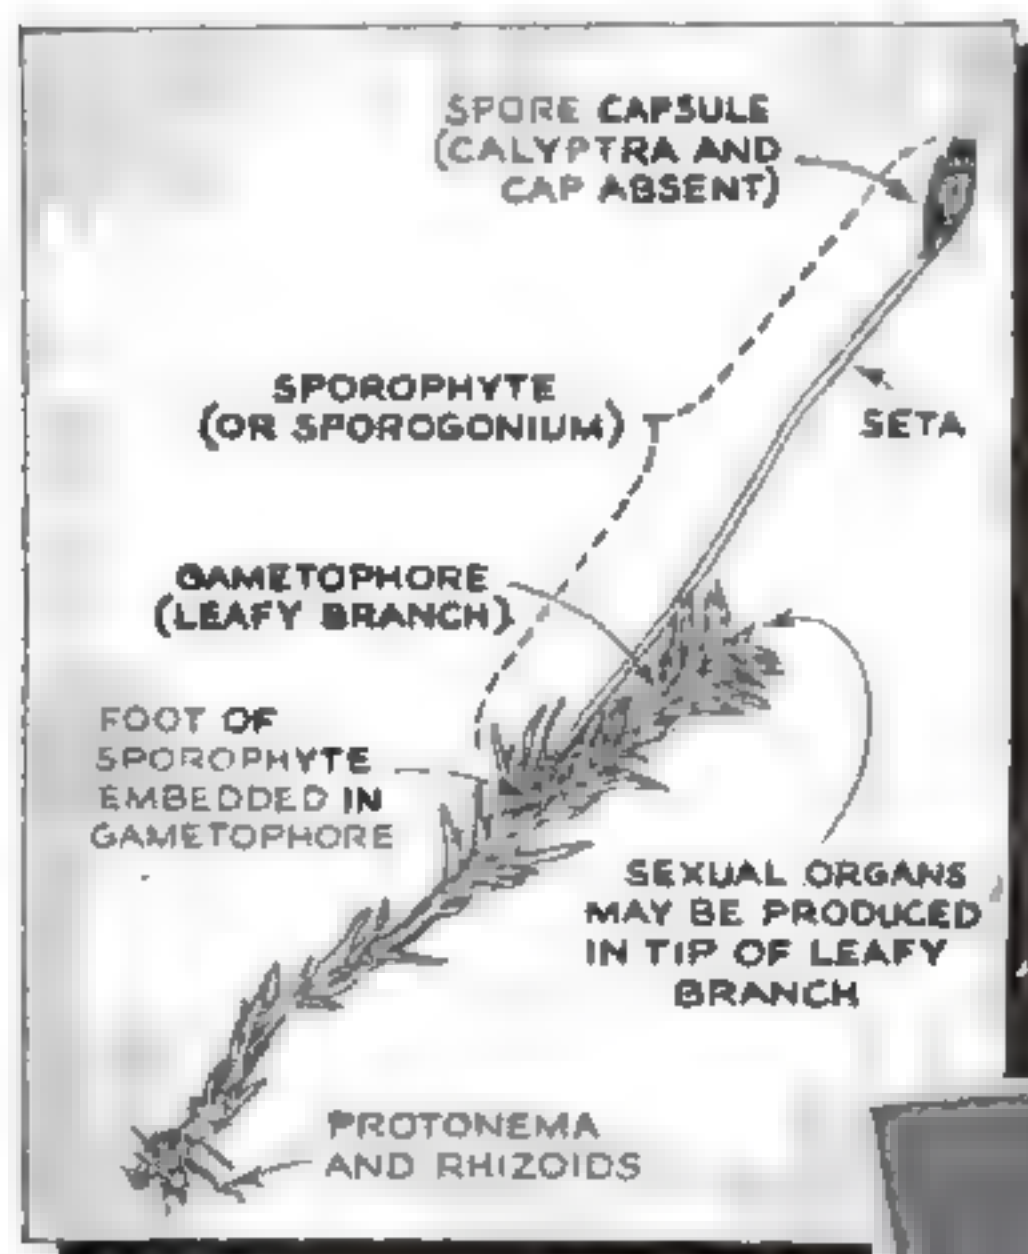 SPORE CAPSULE
(CALYPTRA AND
CAP ABSENT)
SPOROPHYTE
(OR SPOROGONIUM)
SETA
GAMETOPHORE
(LEAFY BRANCH)
FOOT OF
SPOROPHYTE
EMBEDDED IN
GAMETOPHORE
SEXUAL ORGANS
MAY BE PRODUCED
IN TIP OF LEAFY
BRANCH
PROTONEMA
AND RHIZOIDS